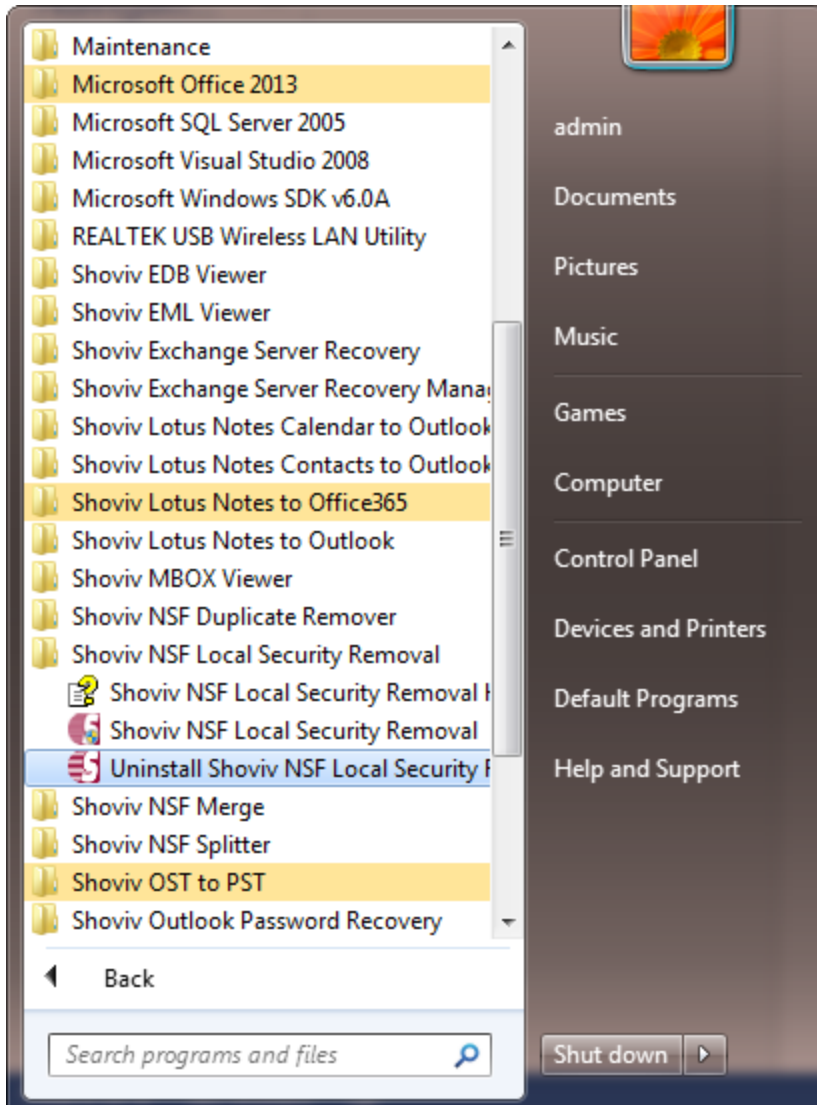 Maintenance
Microsoft Office 2013
Microsoft SQL Server 2005
Microsoft Visual Studio 2008
Microsoft Windows SDK v6.0A
REALTEK USB Wireless LAN Utility
Shoviv EDB Viewer
Shoviv EML Viewer
Shoviv Exchange Server Recovery
Shoviv Exchange Server Recovery Mana
Shoviv Lotus Notes Calendar to Outlook
Shoviv Lotus Notes Contacts to Outlook
Shoviv Lotus Notes to Office365
Shoviv Lotus Notes to Outlook
Shoviv MBOX Viewer
Shoviv NSF Duplicate Remover
Shoviv NSF Local Security Removal
Shoviv NSF Local Security Removal
Shoviv NSF Local Security Removal
Uninstall Shoviv NSF Local Security
Shoviv NSF Merge
Shoviv NSF Splitter
Shoviv OST to PST
Shoviv Outlook Password Recovery
Back
Search programs and files
admin
Documents
Pictures
Music
Games
Computer
Control Panel
Devices and Printers
Default Programs
Help and Support
Shut down